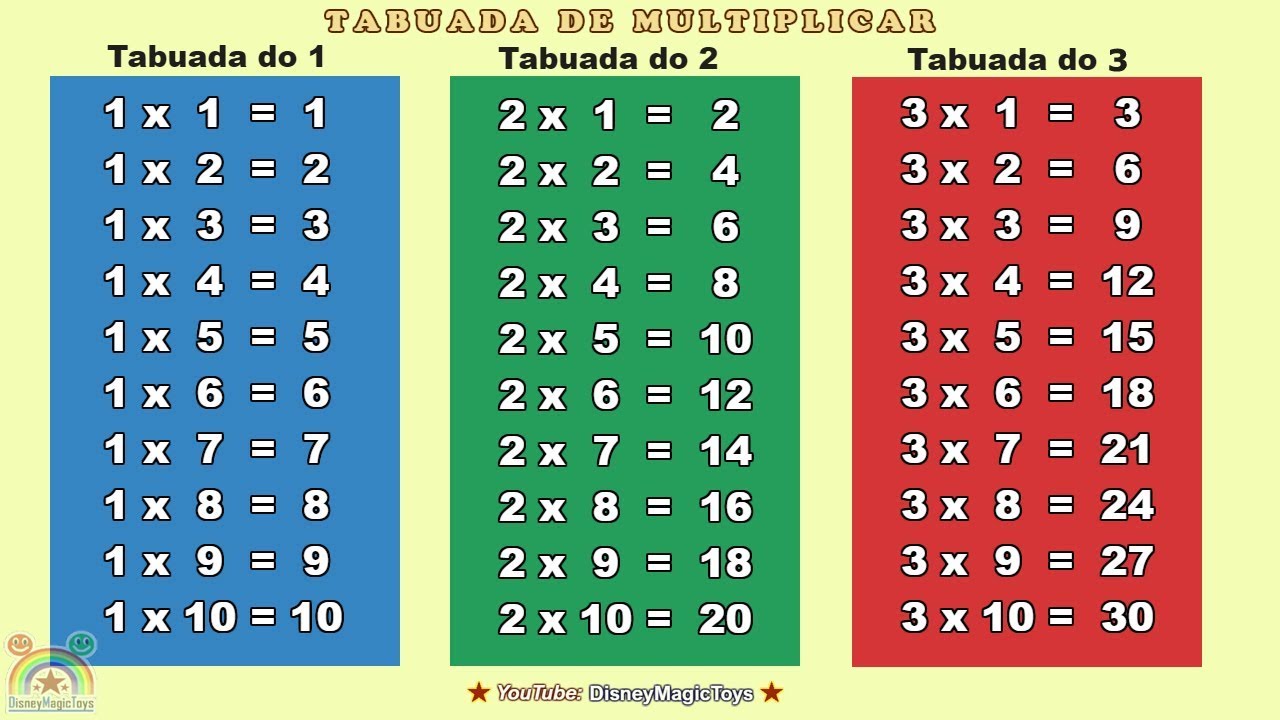 TABUADA DE MULTIPLICAR
Tabuada do 1
1 x 1 = 1
1 x 2 = 2
1 x 3 = 3
1 x 4 = 4
1 x 5 = 5
1 x 6 = 6
1 x 7 = 7
1 x 8 = 8
1 x 9 = 9
1 x 10 = 10
Tabuada do 2
2 x 1 = 2
2 x 2 = 4
2 x 3 = 6
2 x 4 = 8
2 x 5 = 10
2 x 6 = 12
2 x 7 = 14
2 x 8 = 16
2 x 9 = 18
2 x 10 = 20
Tabuada do 3
3 x 1 = 3
3 x 2 = 6
3 x 3 = 9
3 x 4 = 12
3 x 5 = 15
3 x 6 = 18
3 x 7 = 21
3 x 8 = 24
3 x 9 = 27
3 x 10 = 30
DisneyMagicToys
YouTube: DisneyMagicToys